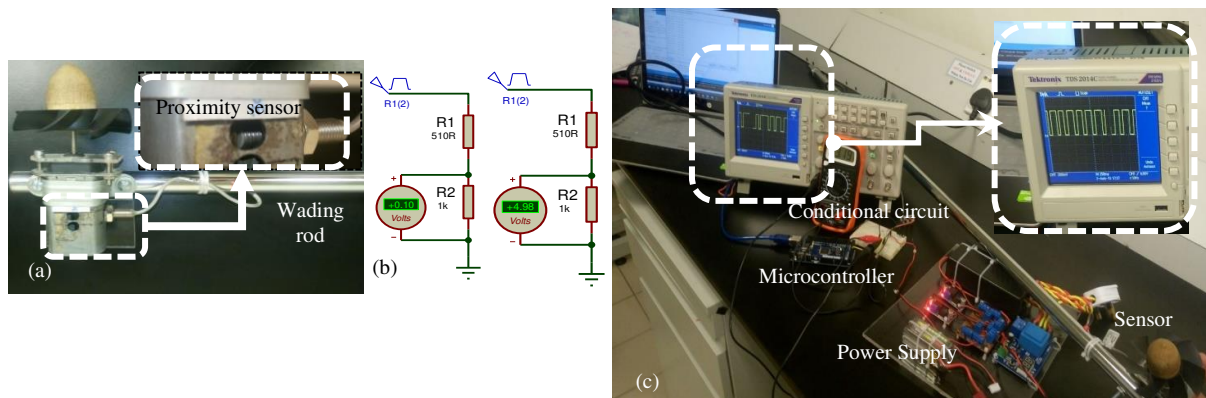 Proximity sensor
Wading
rod
(a)
R1(2)
R1
510R
+
+0.10
Volts
−
R2
1k
(b)
R1(2)
R1
510R
+
+4.98
Volts
−
R2
1k
Tektronix TDS 2014C
Conditional circuit
Microcontroller
Power Supply
Sensor
(c)